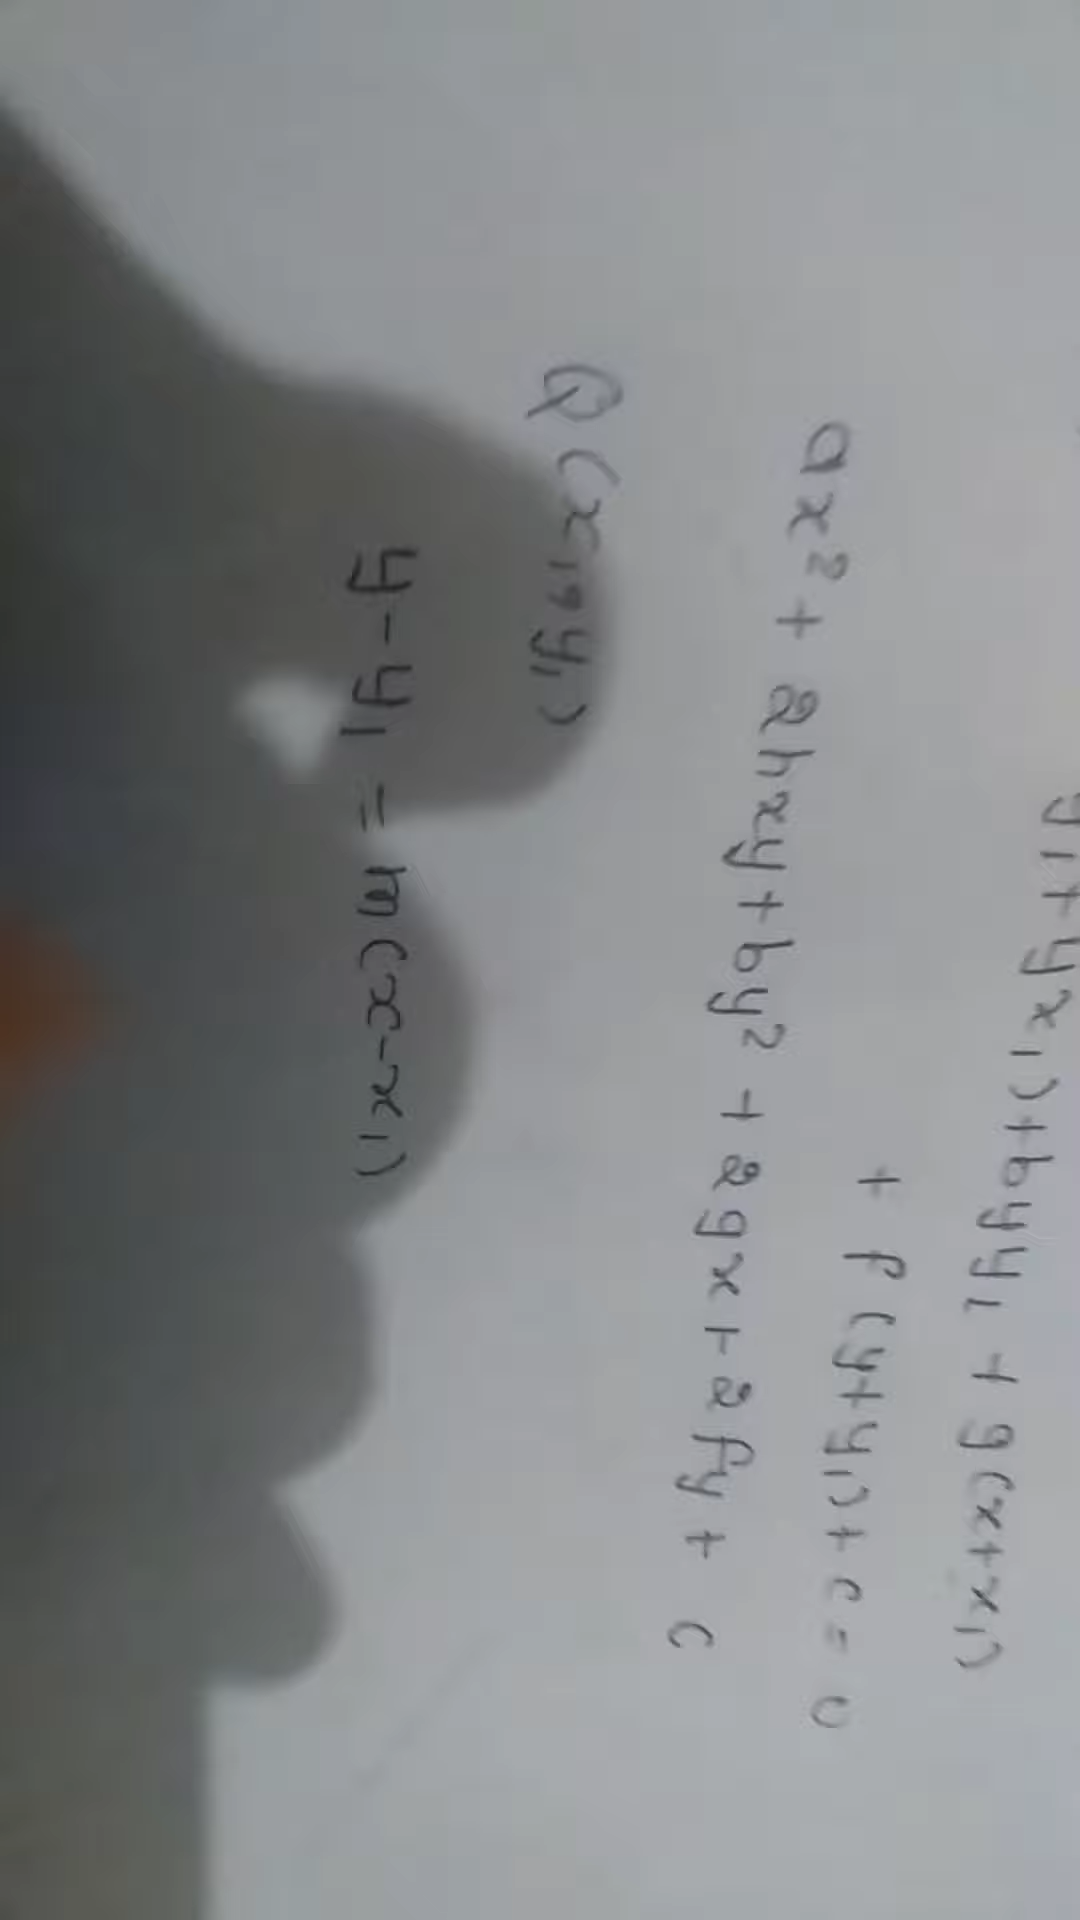 y1+yx1)+byy1+g(x+x1)
+f(y+y1)+c=0
ax²+2hxy+by²+2gx+2fy+c
Q(x1,y1)
y-y1=m(x-x1)